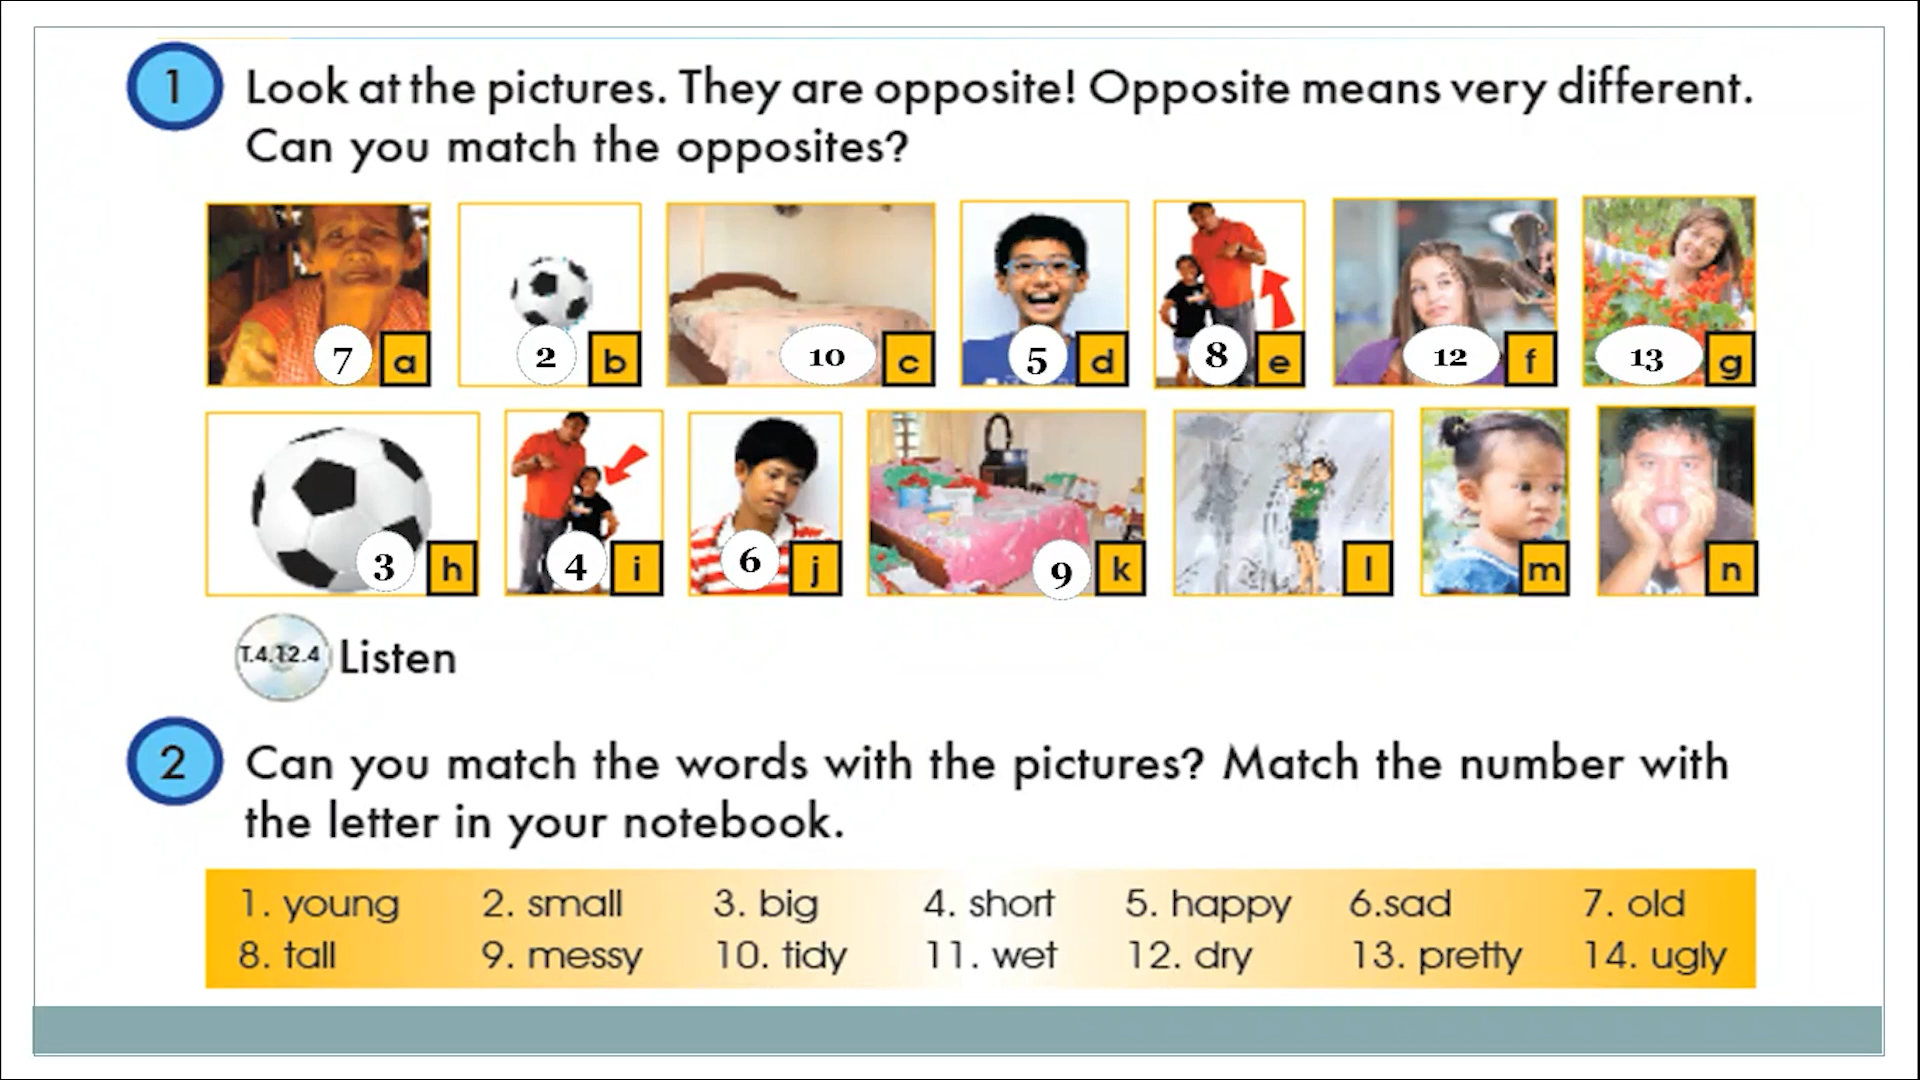 1 Look at the pictures. They are opposite! Opposite means very different.
Can you match the opposites?
7 a 2 b 10 c 5 d 8 e 12 f 13 g
3 h 4 i 6 j 9 k l m n
T.4.12.4 Listen
2 Can you match the words with the pictures? Match the number with
the letter in your notebook.
1. young 2. small 3. big 4. short 5. happy 6.sad 7. old
8. tall 9. messy 10. tidy 11. wet 12. dry 13. pretty 14. ugly